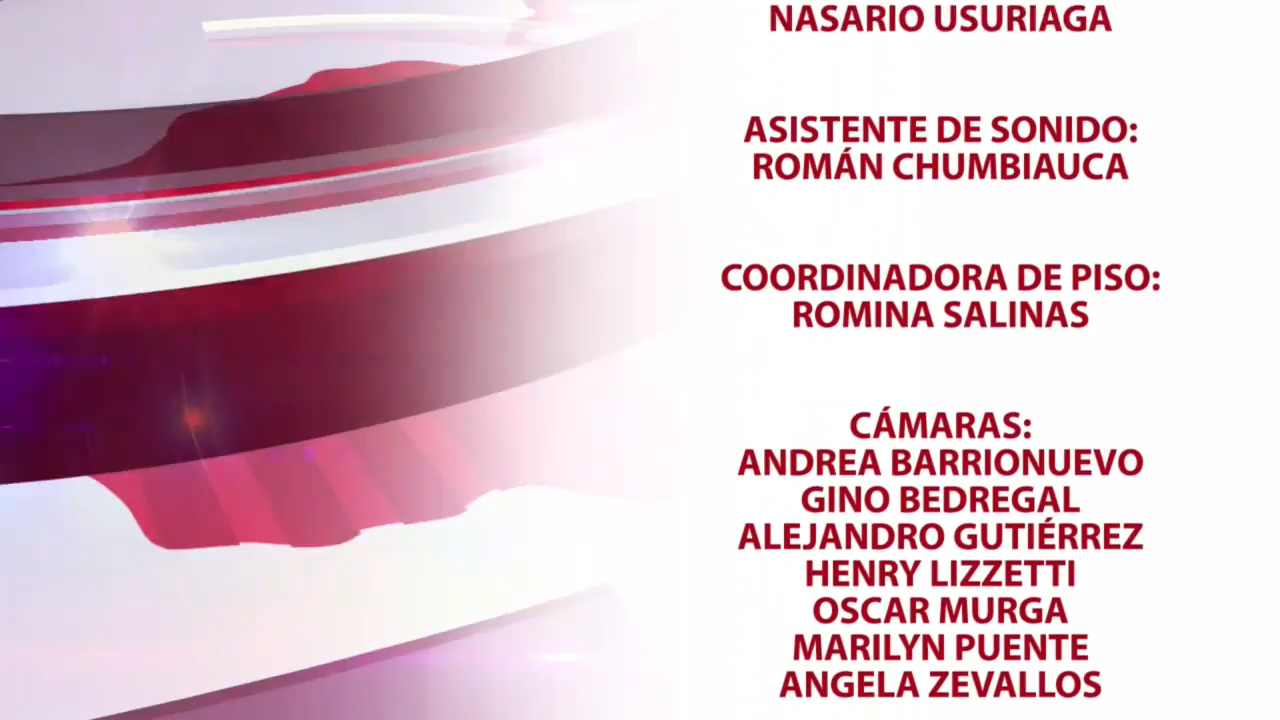 NASARIO USURIAGA
ASISTENTE DE SONIDO:
ROMÁN CHUMBIAUCA
COORDINADORA DE PISO:
ROMINA SALINAS
CÁMARAS:
ANDREA BARRIONUEVO
GINO BEDREGAL
ALEJANDRO GUTIÉRREZ
HENRY LIZZETTI
OSCAR MURGA
MARILYN PUENTE
ANGELA ZEVALLOS